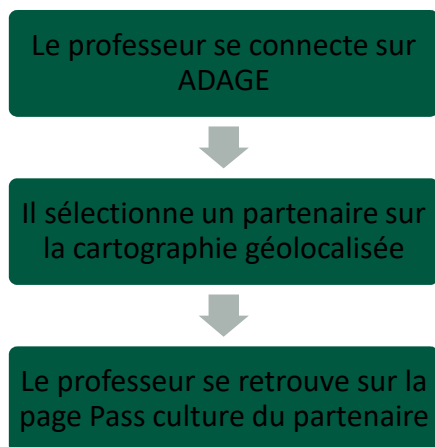 Le professeur se connecte sur
ADAGE
Il sélectionne un partenaire sur
la cartographie géolocalisée
Le professeur se retrouve sur la
page Pass culture du partenaire